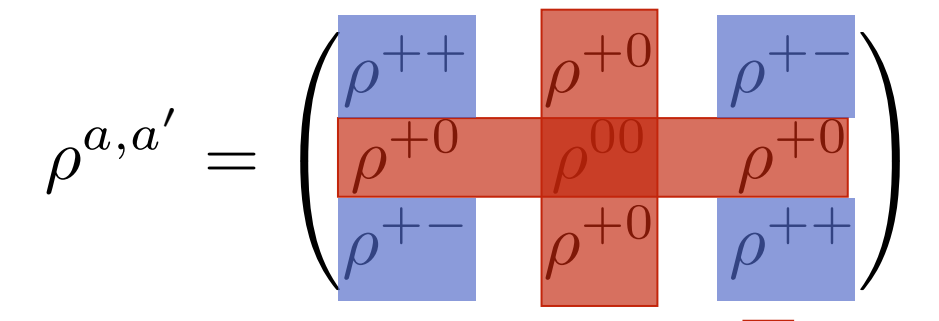 ρ^{++} ρ^{+0} ρ^{+-}
ρ^{a,a'} = ( ρ^{+0} ρ^{00} ρ^{+0} )
ρ^{+-} ρ^{+0} ρ^{++}